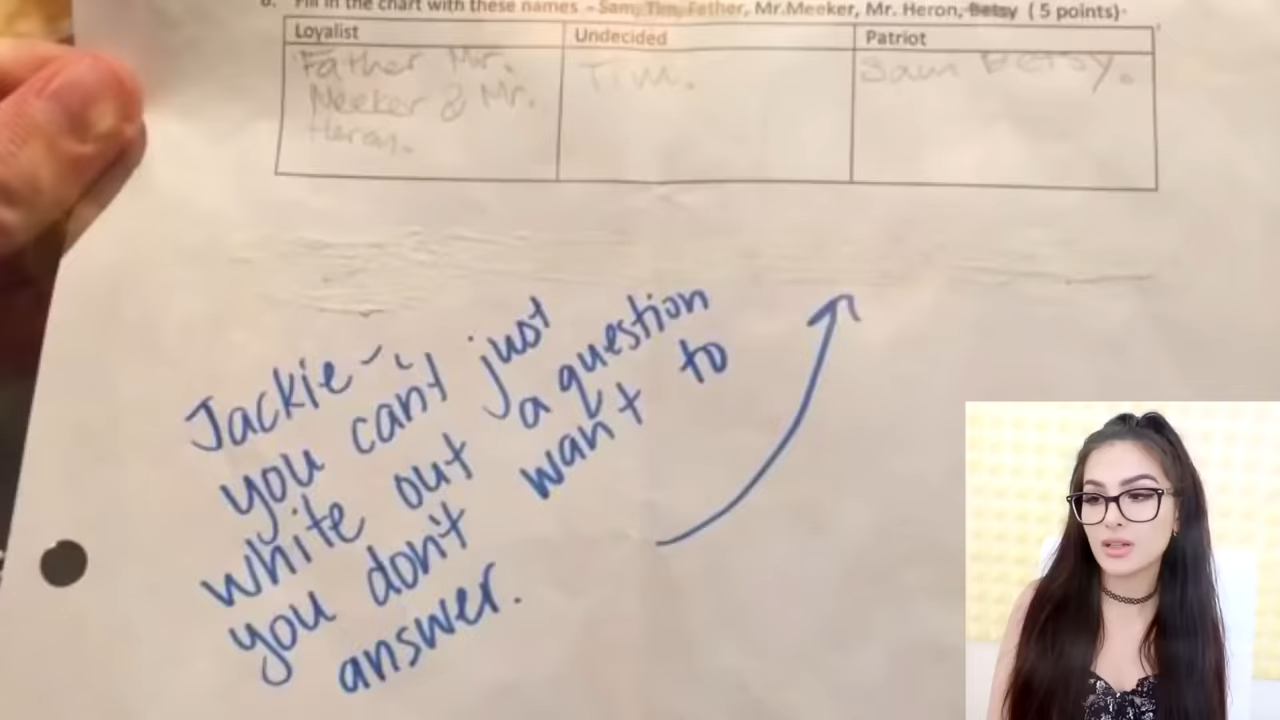 6. Fill in the chart with these names - Sam, Tim, Father, Mr.Meeker, Mr. Heron, Betsy ( 5 points)-
Loyalist Undecided Patriot
Father Mr. Tim. Sam Betsy.
Meeker & Mr.
Heron.
Jackie-
you can't just
white out a question
you don't want to
answer.